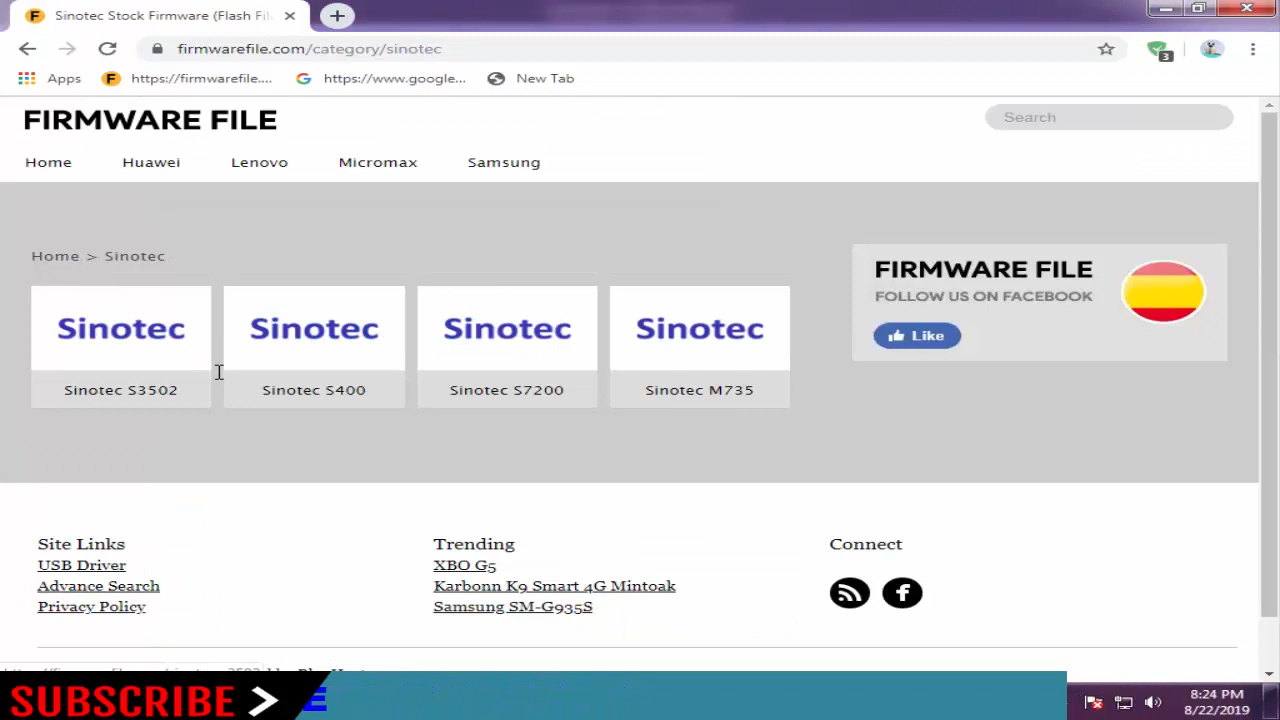 Sinotec Stock Firmware (Flash Fil
firmwarefile.com/category/sinotec
3
Apps
https://firmwarefile....
https://www.google...
New Tab
FIRMWARE FILE
Search
Home
Huawei
Lenovo
Micromax
Samsung
Home > Sinotec
FIRMWARE FILE
FOLLOW US ON FACEBOOK
Like
Sinotec
Sinotec
Sinotec
Sinotec
Sinotec S3502
Sinotec S400
Sinotec S7200
Sinotec M735
Site Links
USB Driver
Advance Search
Privacy Policy
Trending
XBO G5
Karbonn K9 Smart 4G Mintoak
Samsung SM-G935S
Connect
SUBSCRIBE
E
8:24 PM
8/22/2019